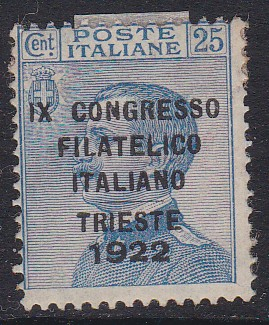 Cent. POSTE ITALIANE 25
IX CONGRESSO
FILATELICO
ITALIANO
TRIESTE
1922